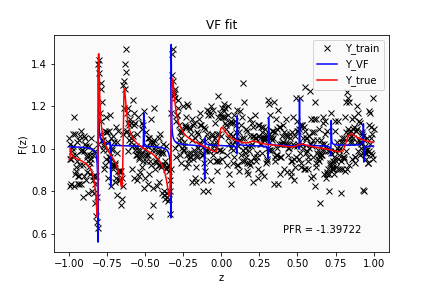 VF fit
Y_train
Y_VF
Y_true
F(z)
1.4
1.2
1.0
0.8
0.6
PFR = -1.39722
−1.00 −0.75 −0.50 −0.25 0.00 0.25 0.50 0.75 1.00
z